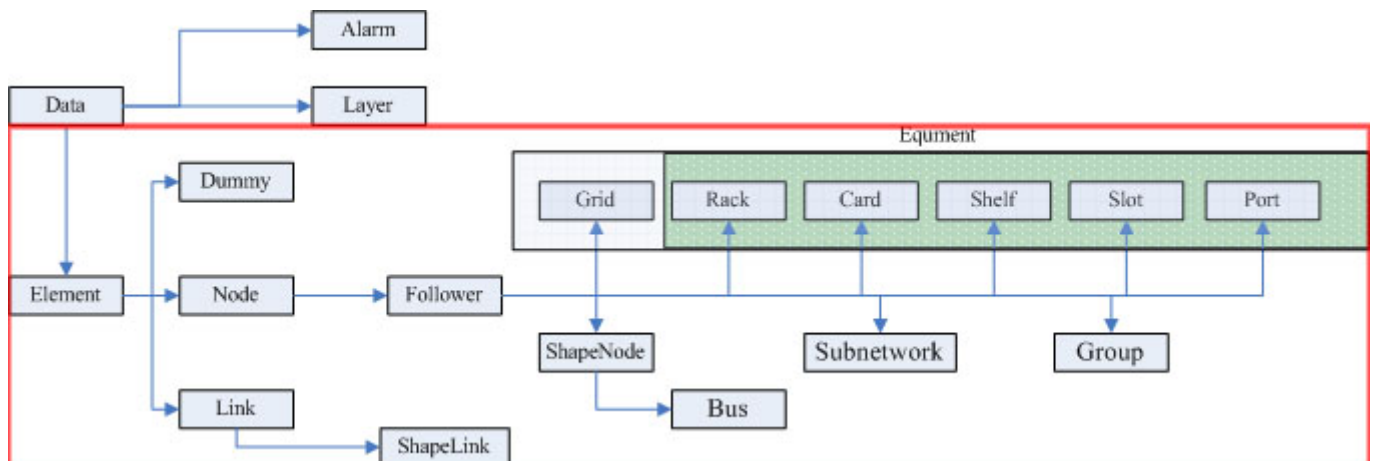 Alarm
Data
Layer
Equment
Dummy
Grid
Rack
Card
Shelf
Slot
Port
Element
Node
Follower
ShapeNode
Subnetwork
Group
Link
Bus
ShapeLink